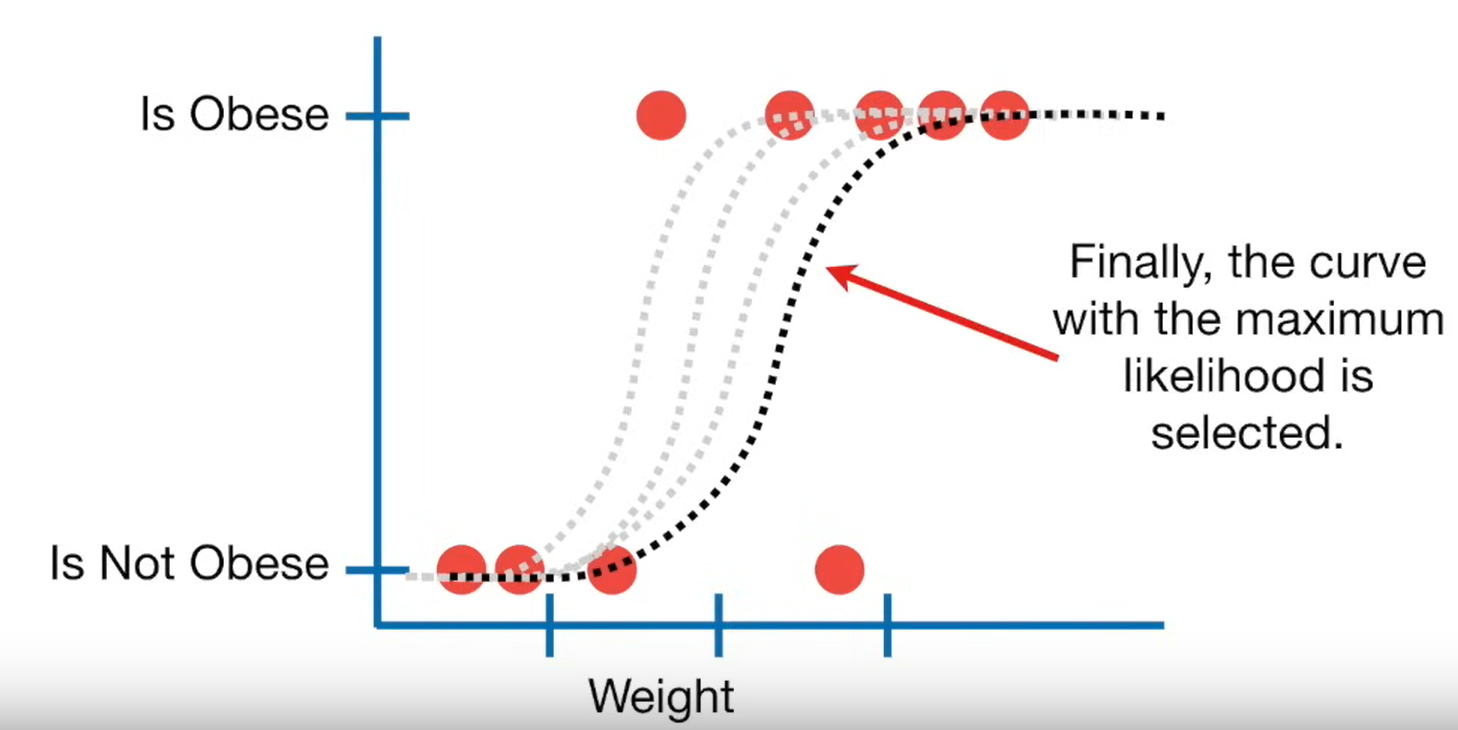 Is Obese
Finally, the curve
with the maximum
likelihood is
selected.
Is Not Obese
Weight